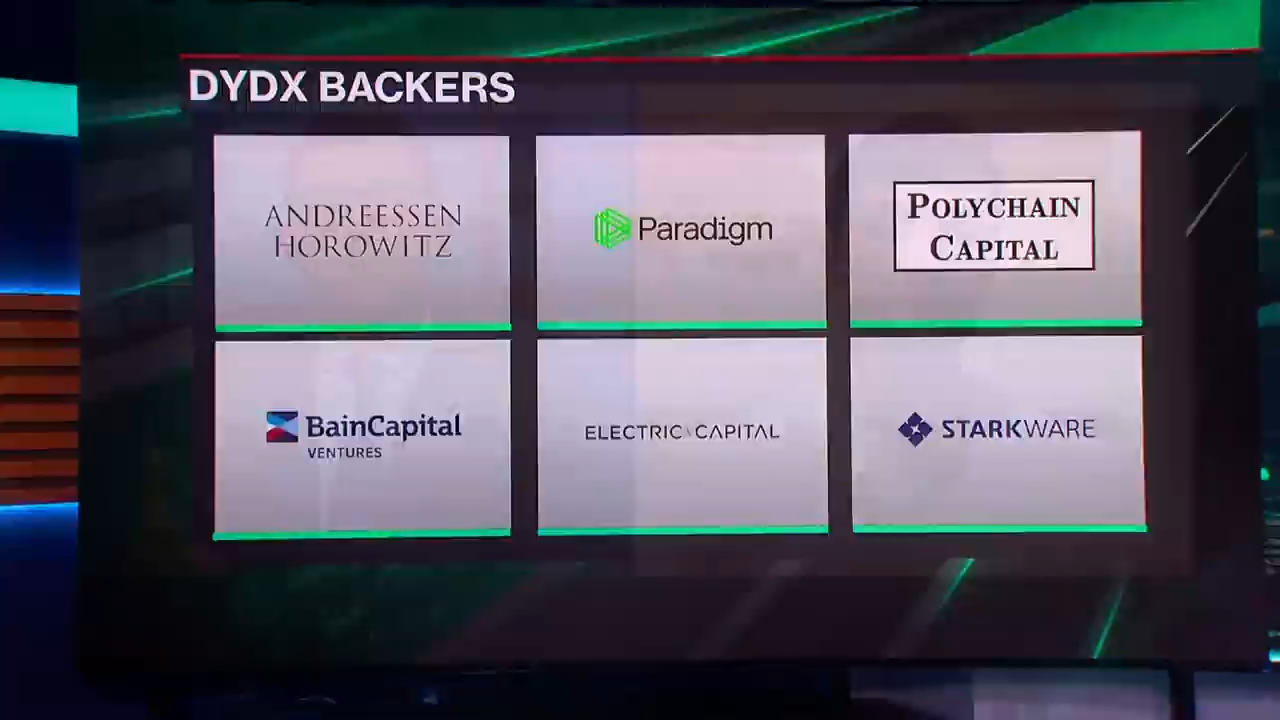 DYDX BACKERS
ANDREESSEN
HOROWITZ
Paradigm
POLYCHAIN
CAPITAL
BainCapital
VENTURES
ELECTRIC CAPITAL
STARKWARE